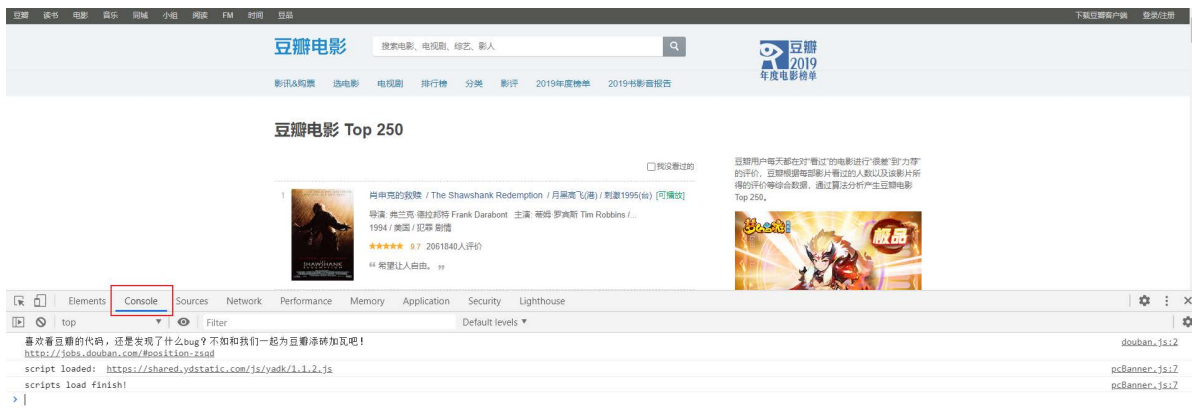 豆瓣 读书 电影 音乐 同城 小组 阅读 FM 时间 豆品 下载豆瓣客户端 登录/注册
豆瓣电影 搜索电影、电视剧、综艺、影人 豆瓣
2019
年度电影榜单
影讯&购票 选电影 电视剧 排行榜 分类 影评 2019年度榜单 2019书影音报告
豆瓣电影 Top 250
我没看过的
1 肖申克的救赎 / The Shawshank Redemption / 月黑高飞(港) / 刺激1995(台) [可播放]
导演: 弗兰克·德拉邦特 Frank Darabont 主演: 蒂姆·罗宾斯 Tim Robbins /...
1994 / 美国 / 犯罪 剧情
9.7 2061840人评价
“ 希望让人自由。 ”
SHAWSHANK
豆瓣用户每天都在对“看过”的电影进行“很差”到“力荐”
的评价，豆瓣根据每部影片看过的人数以及该影片所
得的评价等综合数据，通过算法分析产生豆瓣电影
Top 250。
极品
Elements Console Sources Network Performance Memory Application Security Lighthouse
top Filter Default levels
喜欢看豆瓣的代码，还是发现了什么bug？不如和我们一起为豆瓣添砖加瓦吧！ douban.js:2
http://jobs.douban.com/#position-zsqd
script loaded: https://shared.ydstatic.com/js/yadk/1.1.2.js pcBanner.js:7
scripts load finish! pcBanner.js:7
>